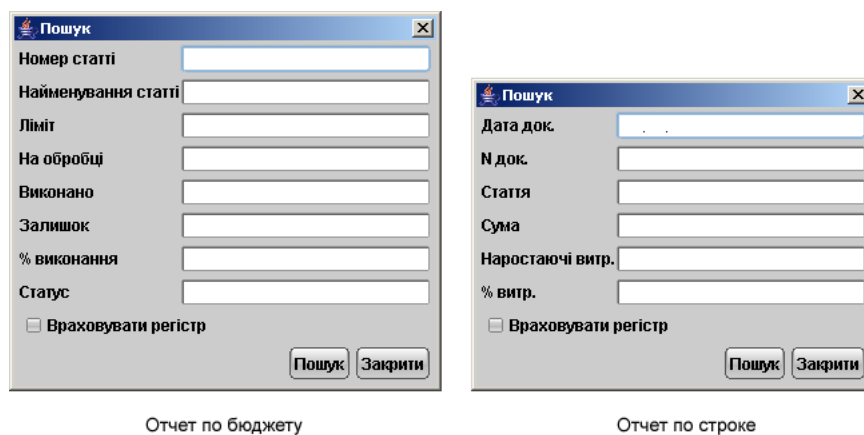 Пошук
Номер статті
Найменування статті
Ліміт
На обробці
Виконано
Залишок
% виконання
Статус
Враховувати регістр
Пошук Закрити
Отчет по бюджету
Пошук
Дата док.
. .
N док.
Стаття
Сума
Наростаючі витр.
% витр.
Враховувати регістр
Пошук Закрити
Отчет по строке